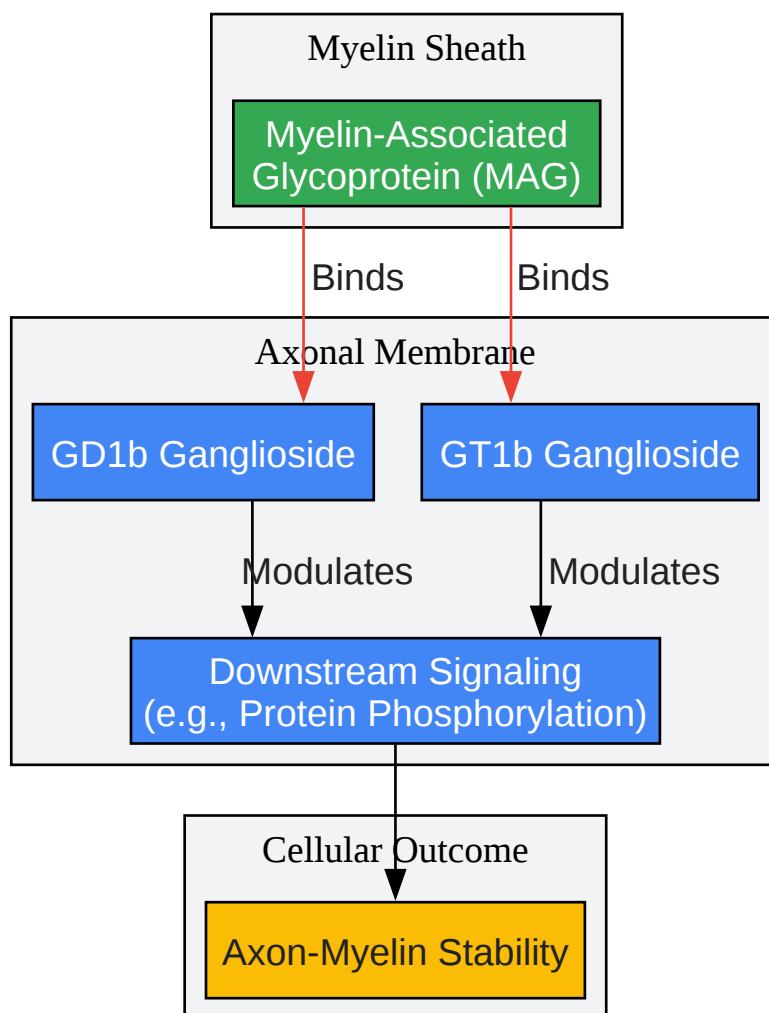 Myelin Sheath
Myelin-Associated
Glycoprotein (MAG)
Binds
Binds
Axonal Membrane
GD1b Ganglioside
GT1b Ganglioside
Modulates
Modulates
Downstream Signaling
(e.g., Protein Phosphorylation)
Cellular Outcome
Axon-Myelin Stability